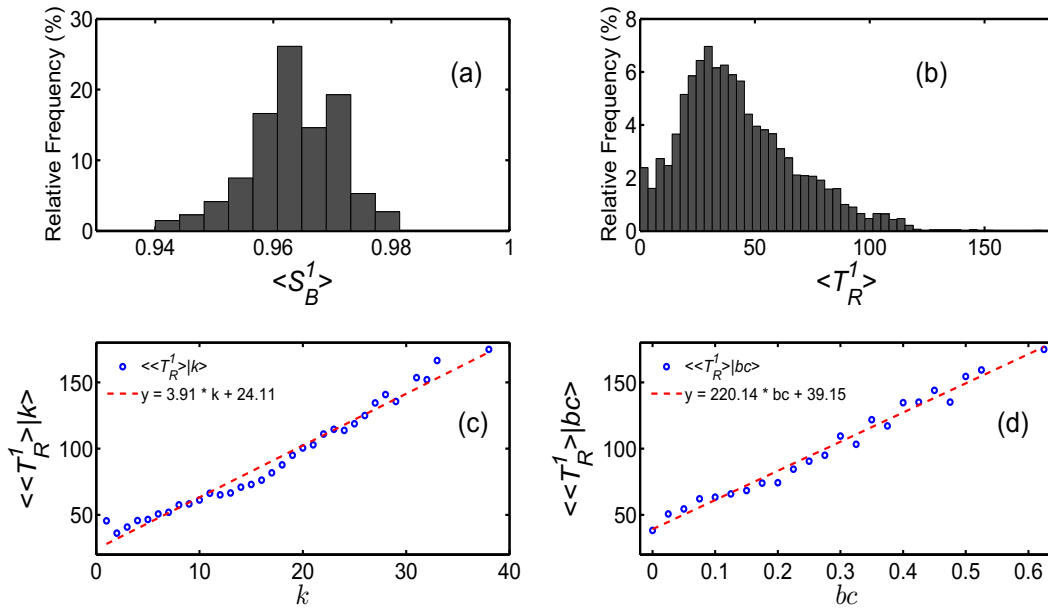 30
20
10
0
Relative Frequency (%)
(a)
0.94
0.96
0.98
1
<S_B^1>
8
6
4
2
0
Relative Frequency (%)
(b)
0
50
100
150
<T_R^1>
150
100
50
<<T_R^1>|k>
<<T_R^1>|k>
y = 3.91 * k + 24.11
(c)
0
10
20
30
40
k
150
100
50
<<T_R^1>|bc>
<<T_R^1>|bc>
y = 220.14 * bc + 39.15
(d)
0
0.1
0.2
0.3
0.4
0.5
0.6
bc